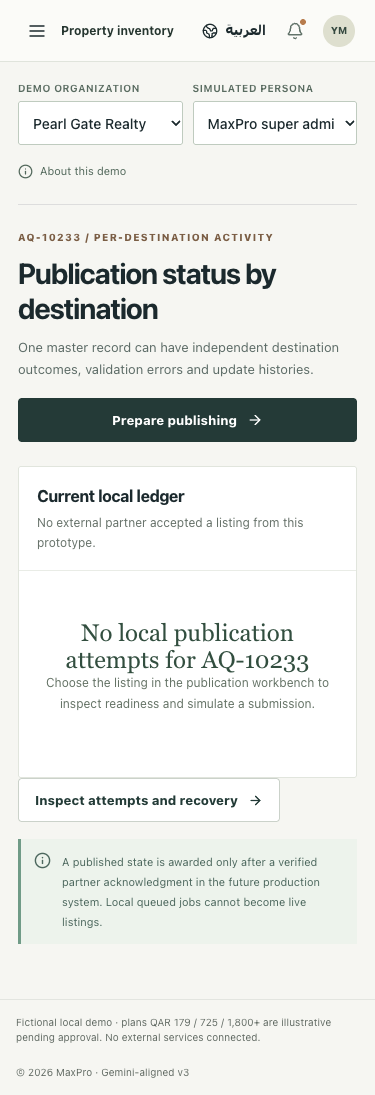 Property inventory
العربية
YM
DEMO ORGANIZATION
SIMULATED PERSONA
Pearl Gate Realty
MaxPro super admi
About this demo
AQ-10233 / PER-DESTINATION ACTIVITY
Publication status by
destination
One master record can have independent destination
outcomes, validation errors and update histories.
Prepare publishing
Current local ledger
No external partner accepted a listing from this
prototype.
No local publication
attempts for AQ-10233
Choose the listing in the publication workbench to
inspect readiness and simulate a submission.
Inspect attempts and recovery
A published state is awarded only after a verified
partner acknowledgment in the future production
system. Local queued jobs cannot become live
listings.
Fictional local demo · plans QAR 179 / 725 / 1,800+ are illustrative
pending approval. No external services connected.
© 2026 MaxPro · Gemini-aligned v3